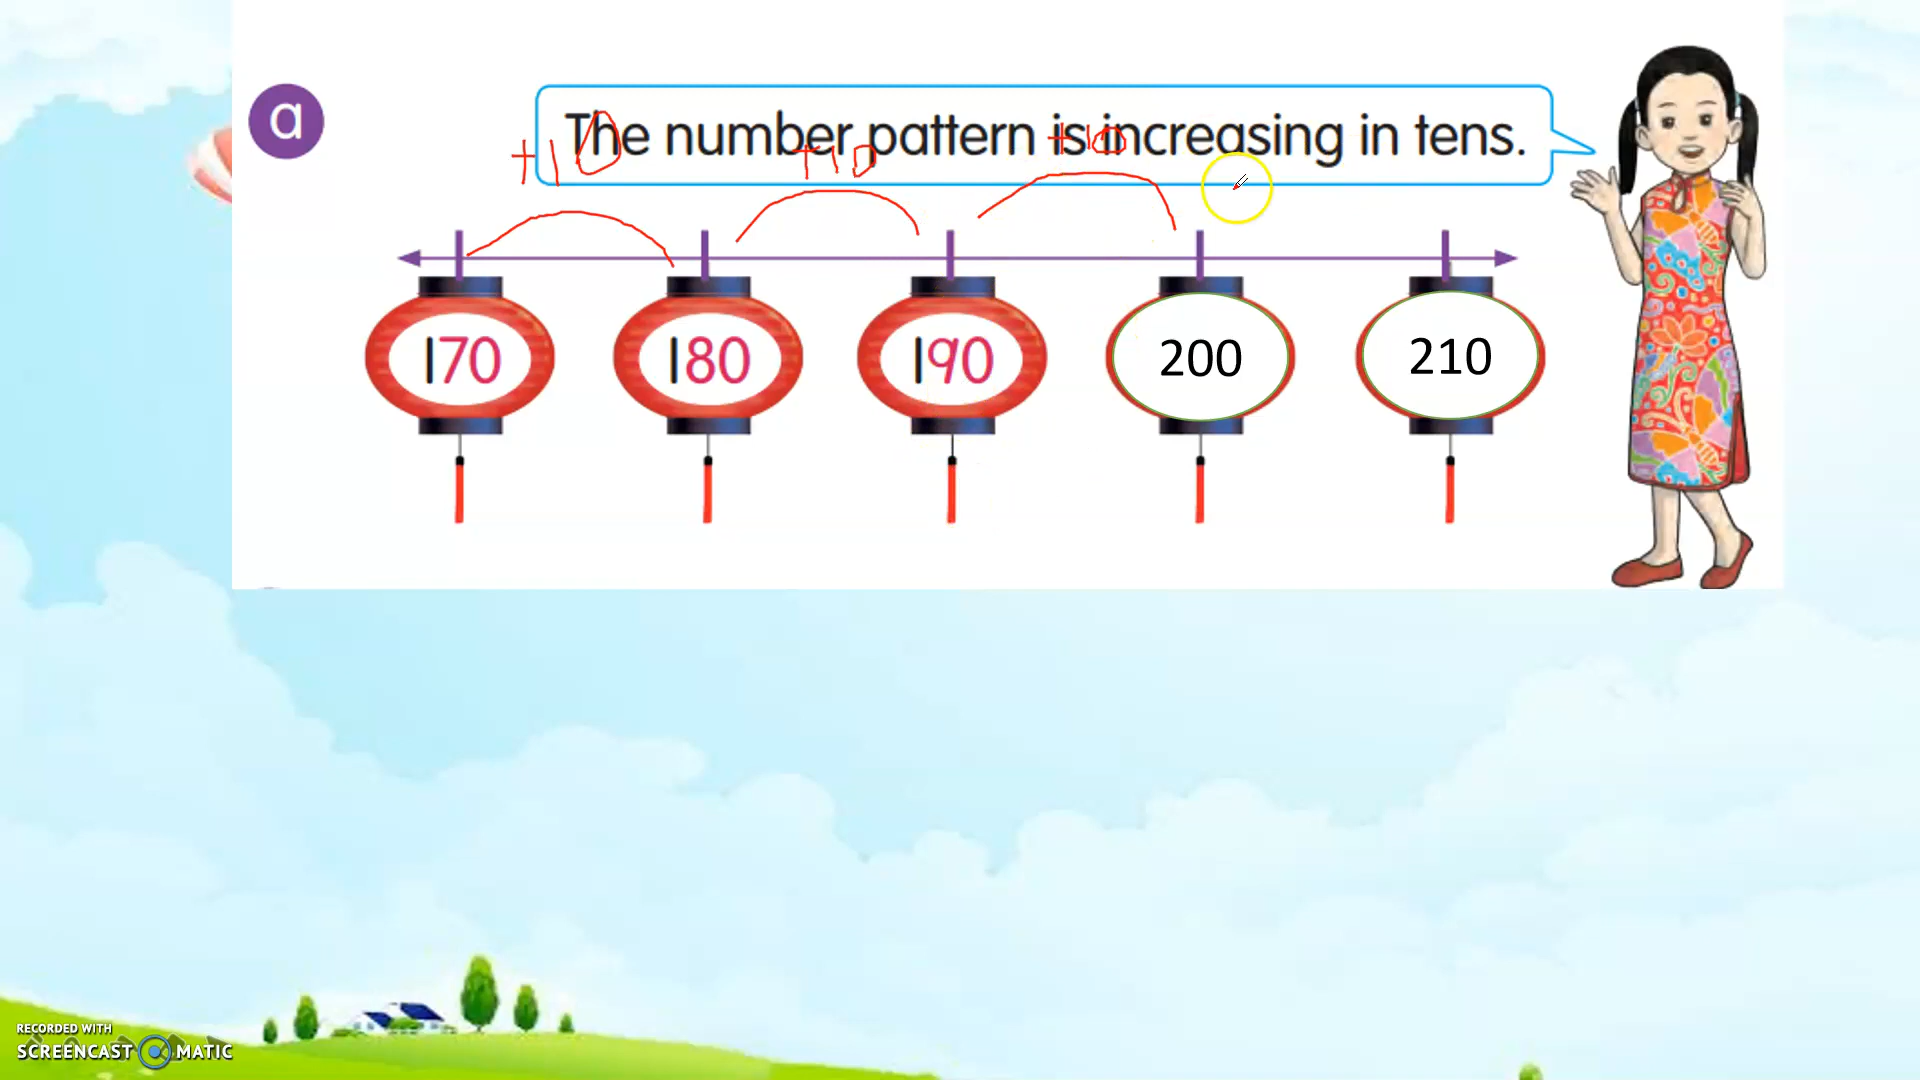 a
The number pattern is increasing in tens.
+10 +10 +10
170 180 190 200 210
RECORDED WITH
SCREENCAST MATIC